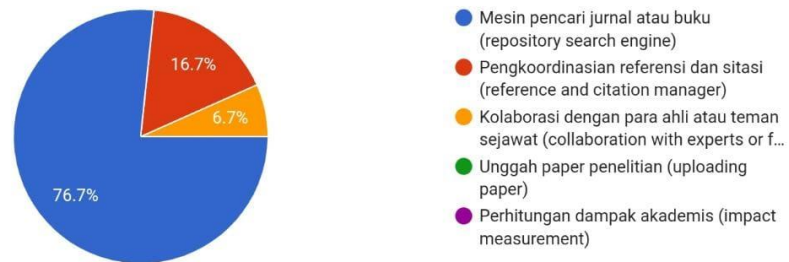 Mesin pencari jurnal atau buku
(repository search engine)
16.7%
Pengkoordinasian referensi dan sitasi
(reference and citation manager)
6.7%
Kolaborasi dengan para ahli atau teman
sejawat (collaboration with experts or f...
76.7%
Unggah paper penelitian (uploading
paper)
Perhitungan dampak akademis (impact
measurement)